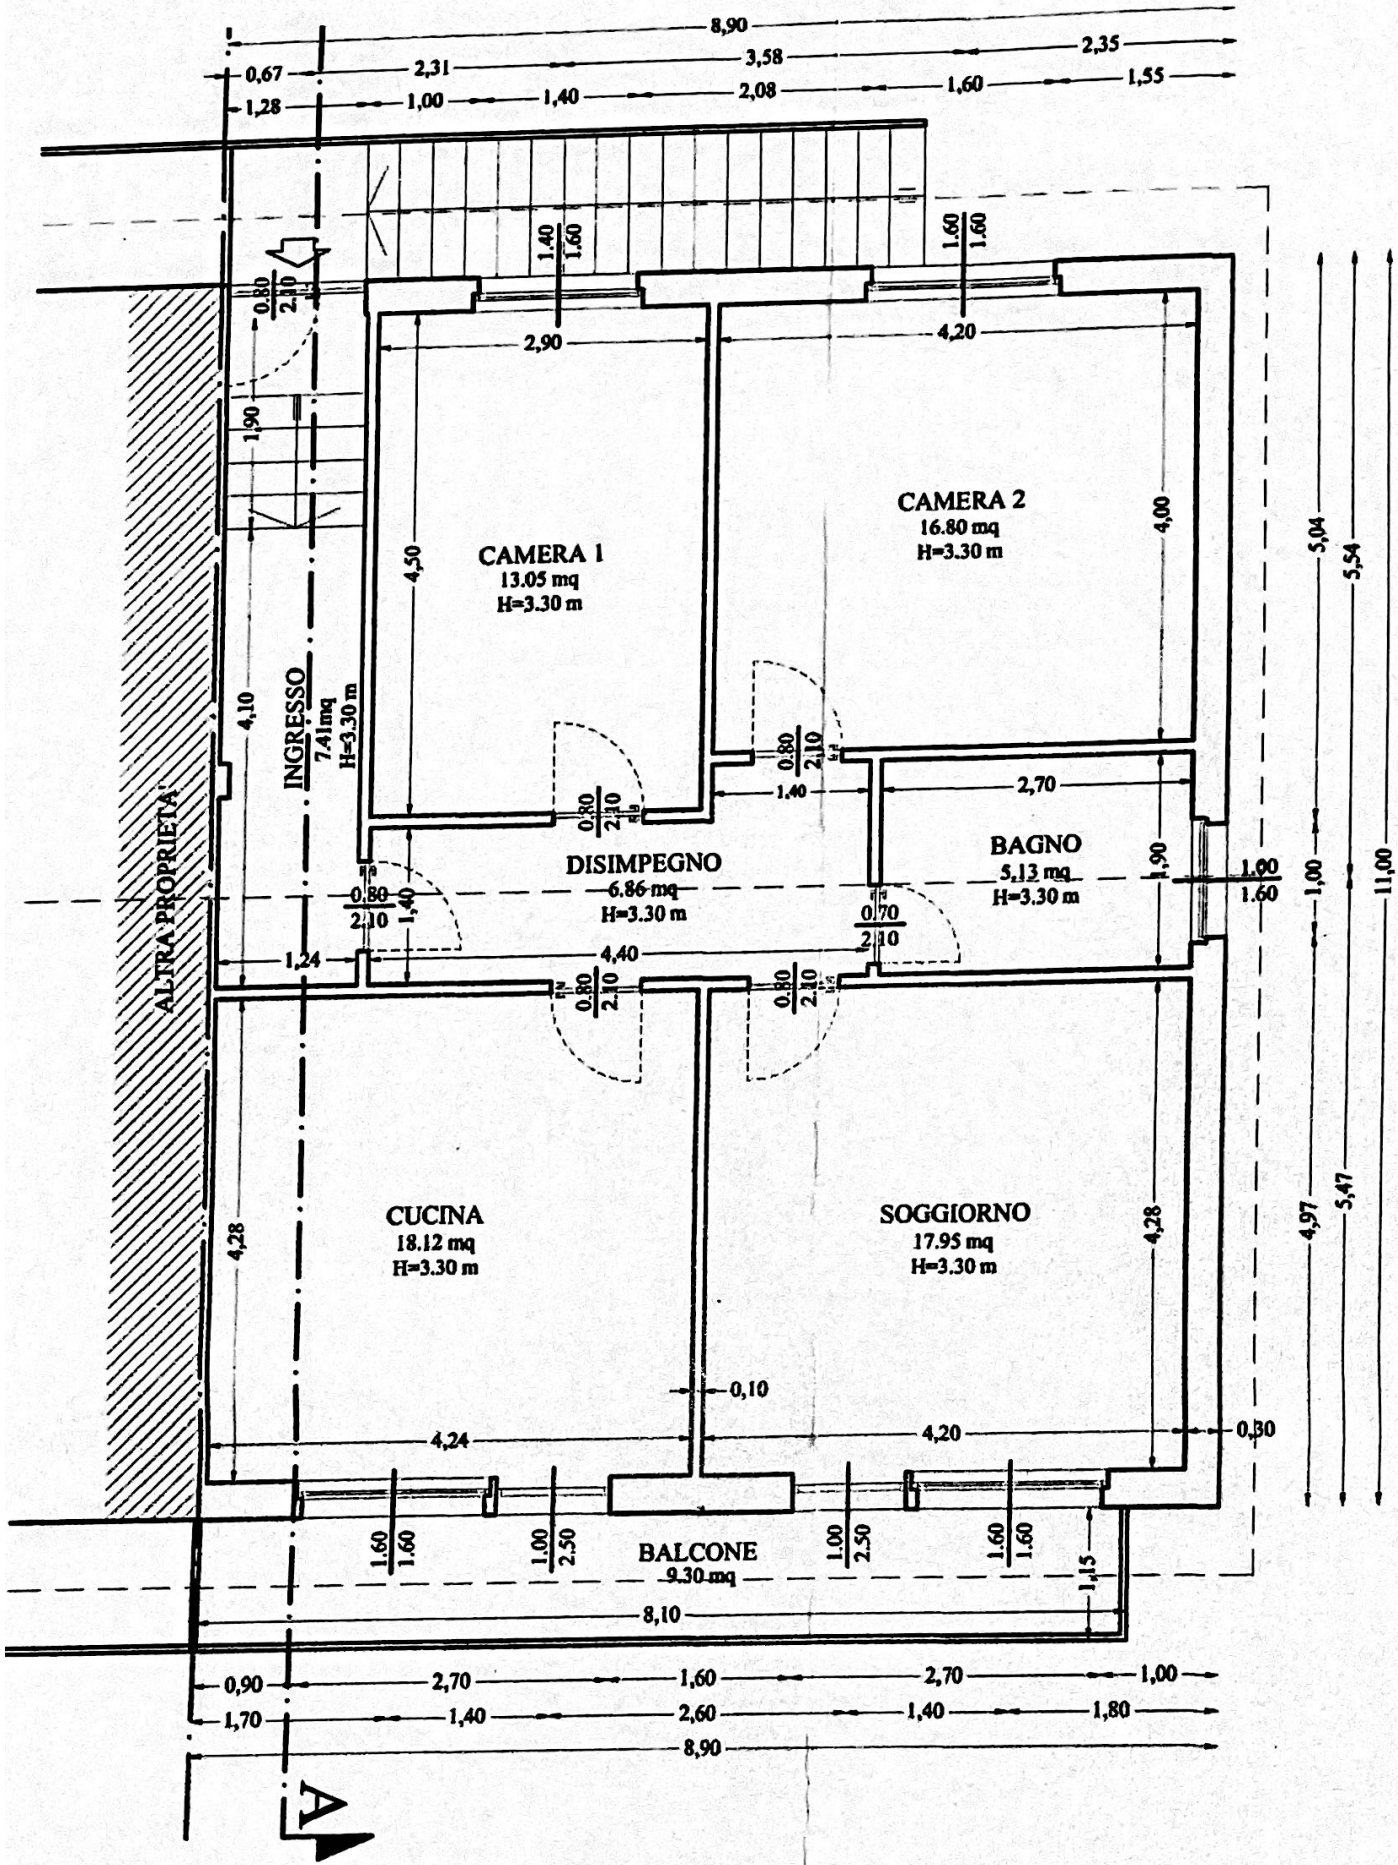 8,90
0,67 2,31 3,58 2,35
1,28 1,00 1,40 2,08 1,60 1,55
1.40
1.60
1.60
1.60
0.80
2.10
2,90
4,20
1,90
4,50
CAMERA 1
13.05 mq
H=3.30 m
CAMERA 2
16.80 mq
H=3.30 m
4,00
5,04
5,54
4,10
INGRESSO
7.41mq
H=3.30 m
0.80
2.10
0.80
2.10
1,40
2,70
ALTRA PROPRIETA'
DISIMPEGNO
6.86 mq
H=3.30 m
BAGNO
5.13 mq
H=3.30 m
1,90
1.00
1.60
1,00
11,00
0.80
2.10
1,40
0.70
2.10
1,24
4,40
0.80
2.10
0.80
2.10
CUCINA
18.12 mq
H=3.30 m
SOGGIORNO
17.95 mq
H=3.30 m
4,28
4,28
4,97
5,47
0,10
4,24
4,20
0,30
1.60
1.60
1.00
2.50
BALCONE
9.30 mq
1.00
2.50
1.60
1.60
1,15
8,10
0,90 2,70 1,60 2,70 1,00
1,70 1,40 2,60 1,40 1,80
8,90
A